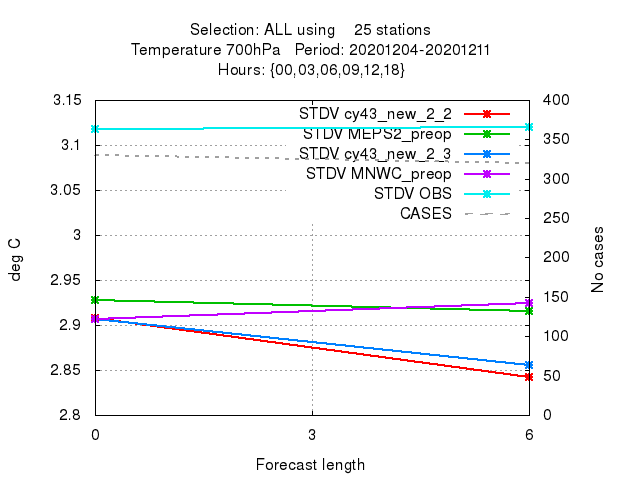 Selection: ALL using    25 stations
Temperature 700hPa   Period: 20201204-20201211
Hours: {00,03,06,09,12,18}
3.15
3.1
3.05
3
2.95
2.9
2.85
2.8
deg C
STDV cy43_new_2_2
STDV MEPS2_preop
STDV cy43_new_2_3
STDV MNWC_preop
STDV OBS
CASES
400
350
300
250
200
150
100
50
0
No cases
0 3 6
Forecast length